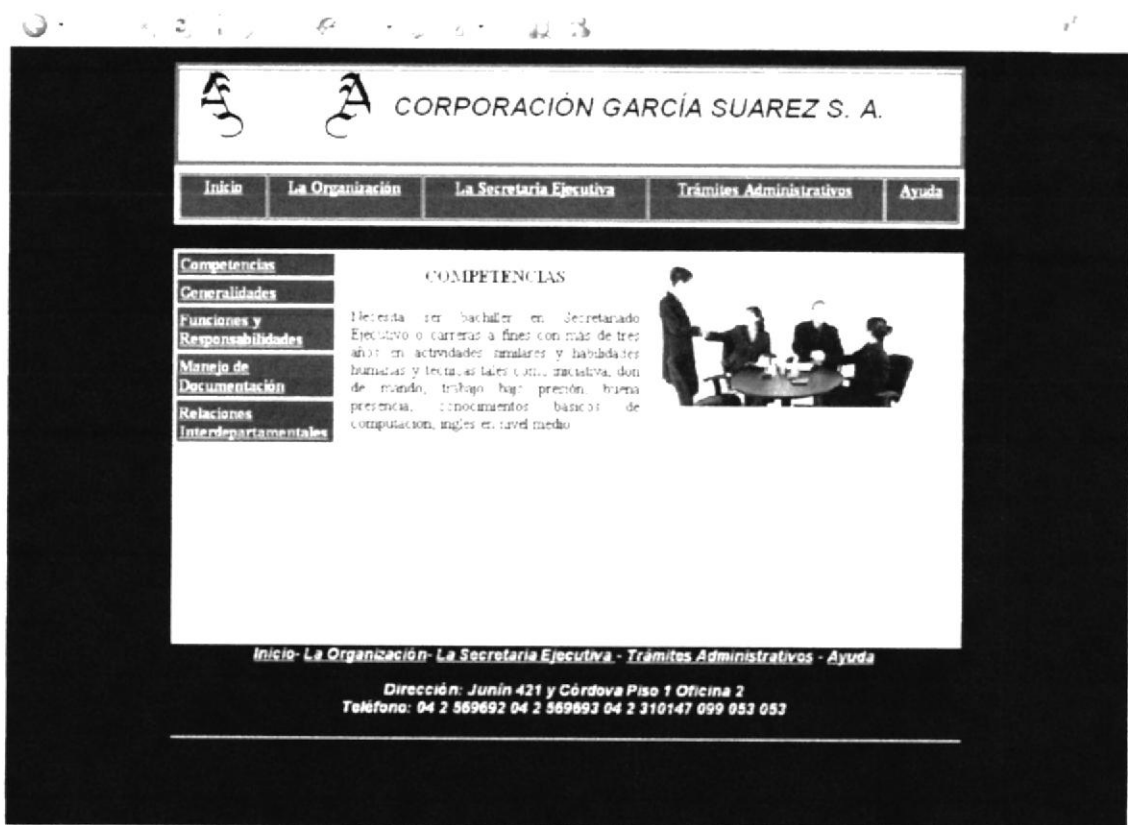 A A CORPORACIÓN GARCÍA SUAREZ S. A.
Inicio La Organización La Secretaria Ejecutiva Trámites Administrativos Ayuda
Competencias
Generalidades
Funciones y
Responsabilidades
Manejo de
Documentación
Relaciones
Interdepartamentales
COMPETENCIAS
Necesita ser bachiller en Secretariado
Ejecutivo o carreras a fines con más de tres
años en actividades similares y habilidades
humanas y tecnicas tales como iniciativa, don
de mando, trabajo bajo presión, buena
presencia, conocimientos básicos de
computación, ingles en nivel medio
Inicio- La Organización- La Secretaria Ejecutiva - Trámites Administrativos - Ayuda
Dirección: Junín 421 y Córdova Piso 1 Oficina 2
Teléfono: 04 2 569692 04 2 569693 04 2 310147 099 053 053